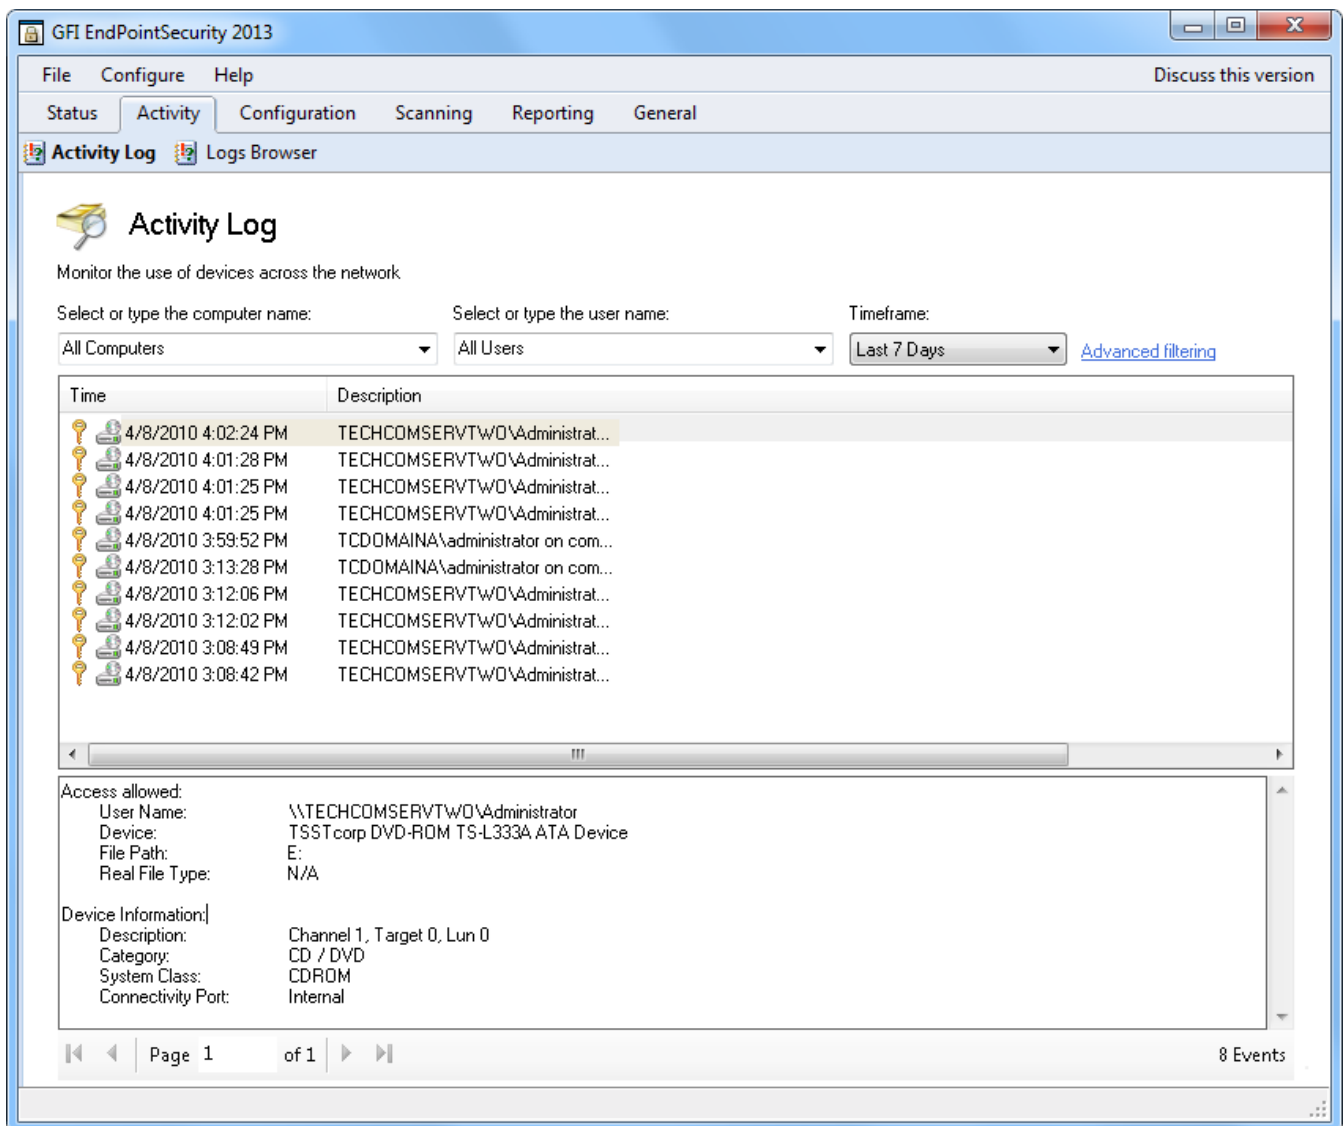 GFI EndPointSecurity 2013
File Configure Help Discuss this version
Status Activity Configuration Scanning Reporting General
Activity Log Logs Browser
Activity Log
Monitor the use of devices across the network
Select or type the computer name: Select or type the user name: Timeframe:
All Computers All Users Last 7 Days Advanced filtering
Time Description
4/8/2010 4:02:24 PM TECHCOMSERVTWO\Administrat...
4/8/2010 4:01:28 PM TECHCOMSERVTWO\Administrat...
4/8/2010 4:01:25 PM TECHCOMSERVTWO\Administrat...
4/8/2010 4:01:25 PM TECHCOMSERVTWO\Administrat...
4/8/2010 3:59:52 PM TCDOMAINA\administrator on com...
4/8/2010 3:13:28 PM TCDOMAINA\administrator on com...
4/8/2010 3:12:06 PM TECHCOMSERVTWO\Administrat...
4/8/2010 3:12:02 PM TECHCOMSERVTWO\Administrat...
4/8/2010 3:08:49 PM TECHCOMSERVTWO\Administrat...
4/8/2010 3:08:42 PM TECHCOMSERVTWO\Administrat...
Access allowed:
User Name: \\TECHCOMSERVTWO\Administrator
Device: TSSTcorp DVD-ROM TS-L333A ATA Device
File Path: E:
Real File Type: N/A
Device Information:
Description: Channel 1, Target 0, Lun 0
Category: CD / DVD
System Class: CDROM
Connectivity Port: Internal
Page 1 of 1 8 Events